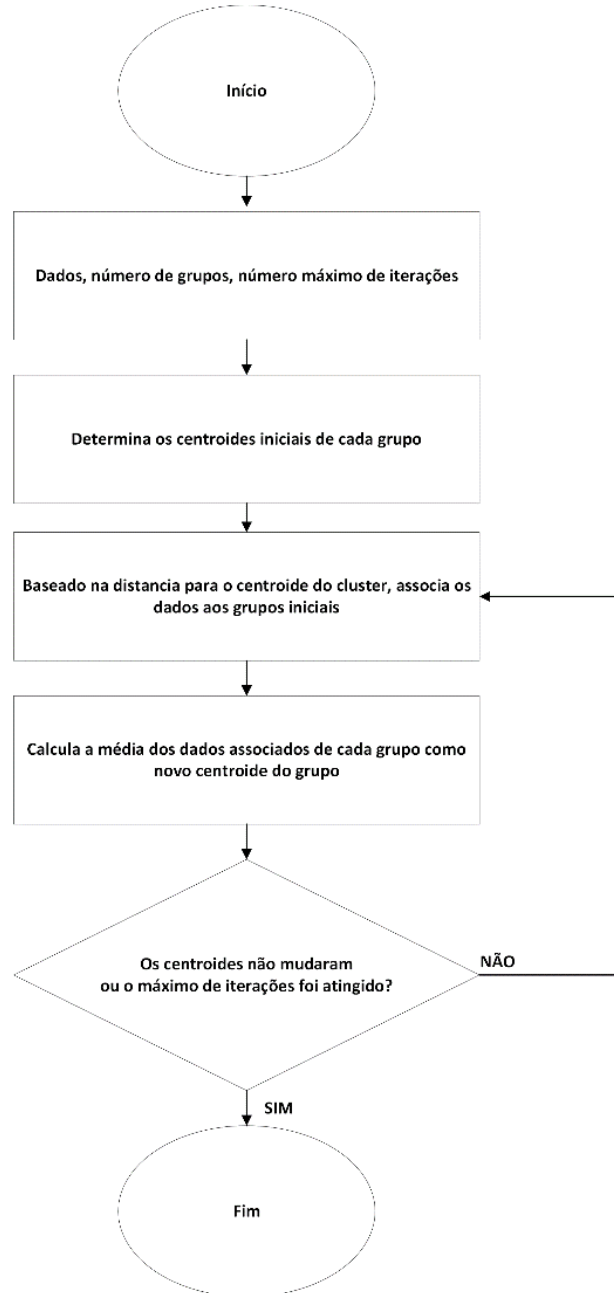 Início
Dados, número de grupos, número máximo de iterações
Determina os centroides iniciais de cada grupo
Baseado na distancia para o centroide do cluster, associa os
dados aos grupos iniciais
Calcula a média dos dados associados de cada grupo como
novo centroide do grupo
Os centroides não mudaram
ou o máximo de iterações foi atingido?
NÃO
SIM
Fim